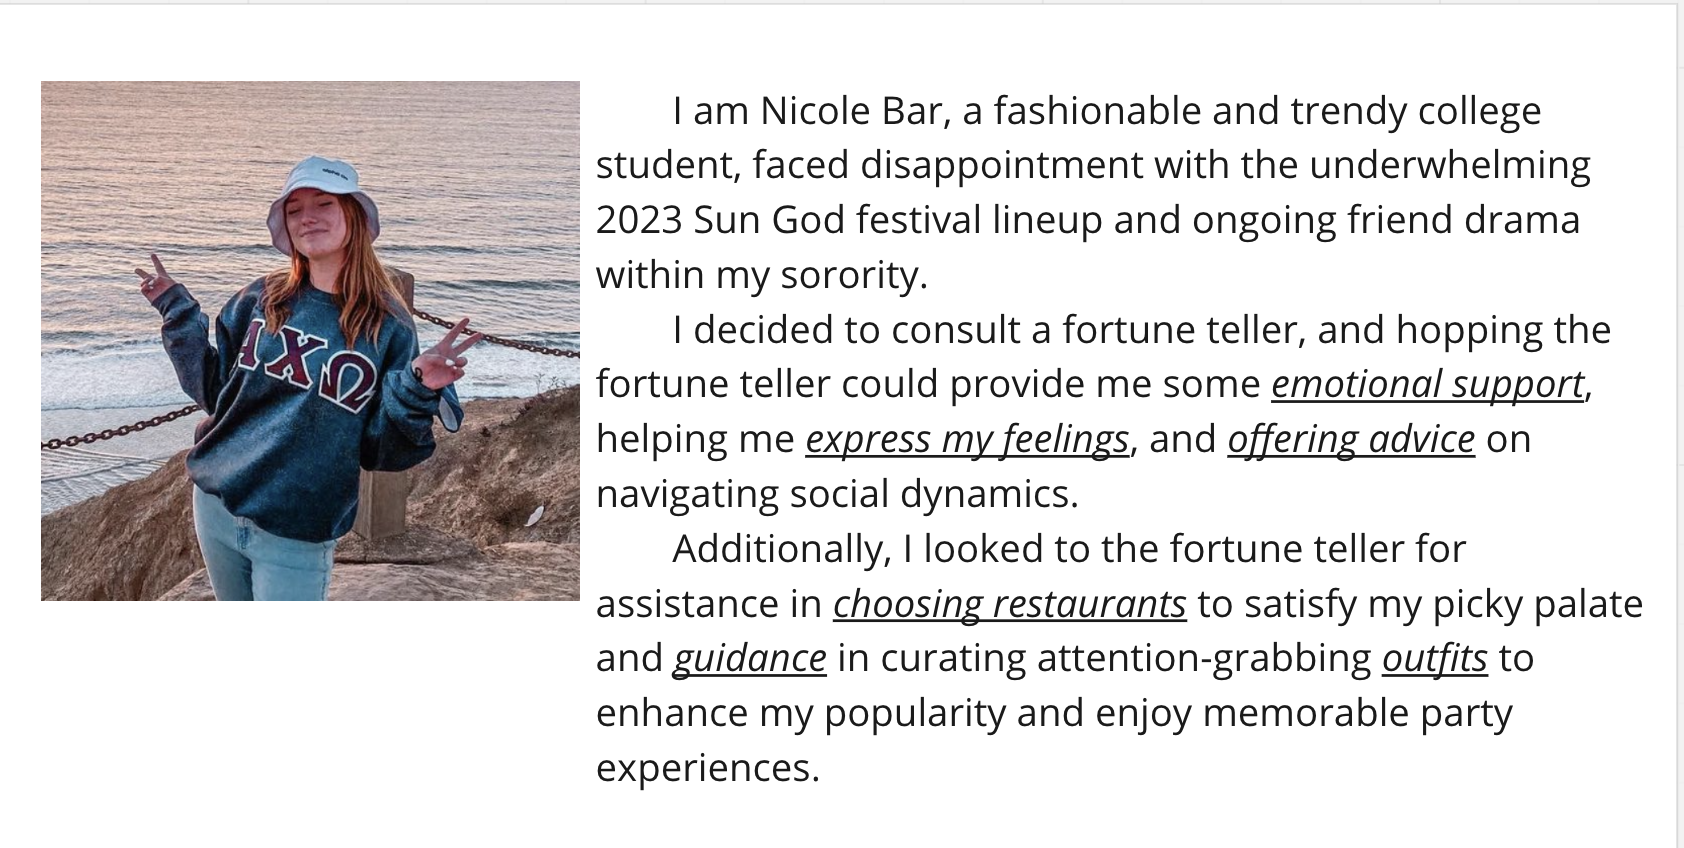 I am Nicole Bar, a fashionable and trendy college
student, faced disappointment with the underwhelming
2023 Sun God festival lineup and ongoing friend drama
within my sorority.
I decided to consult a fortune teller, and hopping the
fortune teller could provide me some emotional support,
helping me express my feelings, and offering advice on
navigating social dynamics.
Additionally, I looked to the fortune teller for
assistance in choosing restaurants to satisfy my picky palate
and guidance in curating attention-grabbing outfits to
enhance my popularity and enjoy memorable party
experiences.
ΑΧΩ